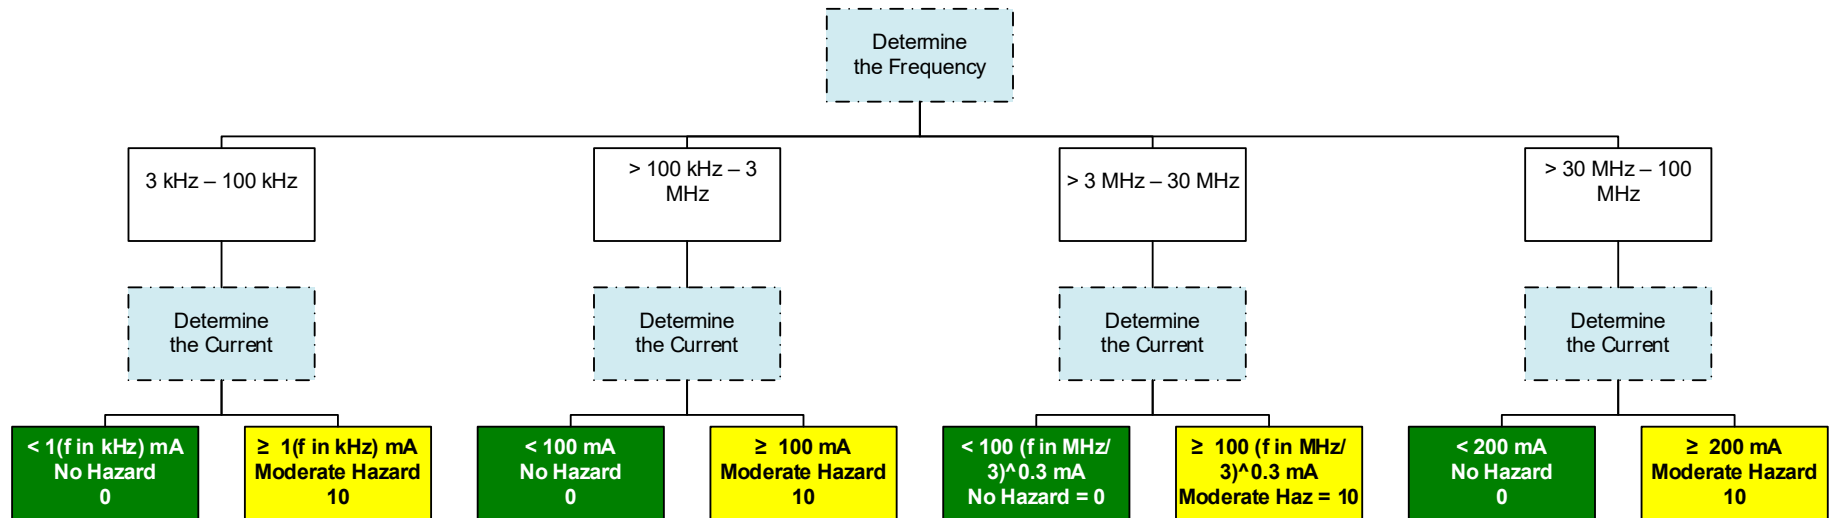 Determine
the Frequency
3 kHz – 100 kHz
> 100 kHz – 3
MHz
> 3 MHz – 30 MHz
> 30 MHz – 100
MHz
Determine
the Current
Determine
the Current
Determine
the Current
Determine
the Current
< 1(f in kHz) mA
No Hazard
0
≥ 1(f in kHz) mA
Moderate Hazard
10
< 100 mA
No Hazard
0
≥ 100 mA
Moderate Hazard
10
< 100 (f in MHz/
3)^0.3 mA
No Hazard = 0
≥ 100 (f in MHz/
3)^0.3 mA
Moderate Haz = 10
< 200 mA
No Hazard
0
≥ 200 mA
Moderate Hazard
10